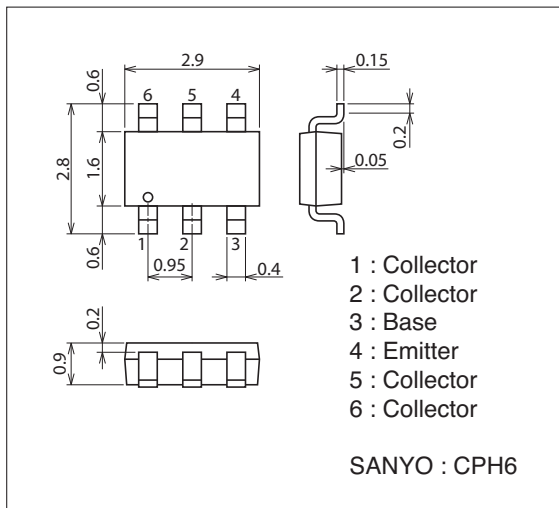 2.9
0.15
0.6
6
5
4
0.2
2.8
1.6
0.05
0.6
1
2
3
0.95
0.4
1 : Collector
2 : Collector
3 : Base
4 : Emitter
5 : Collector
6 : Collector
0.2
0.9
SANYO : CPH6